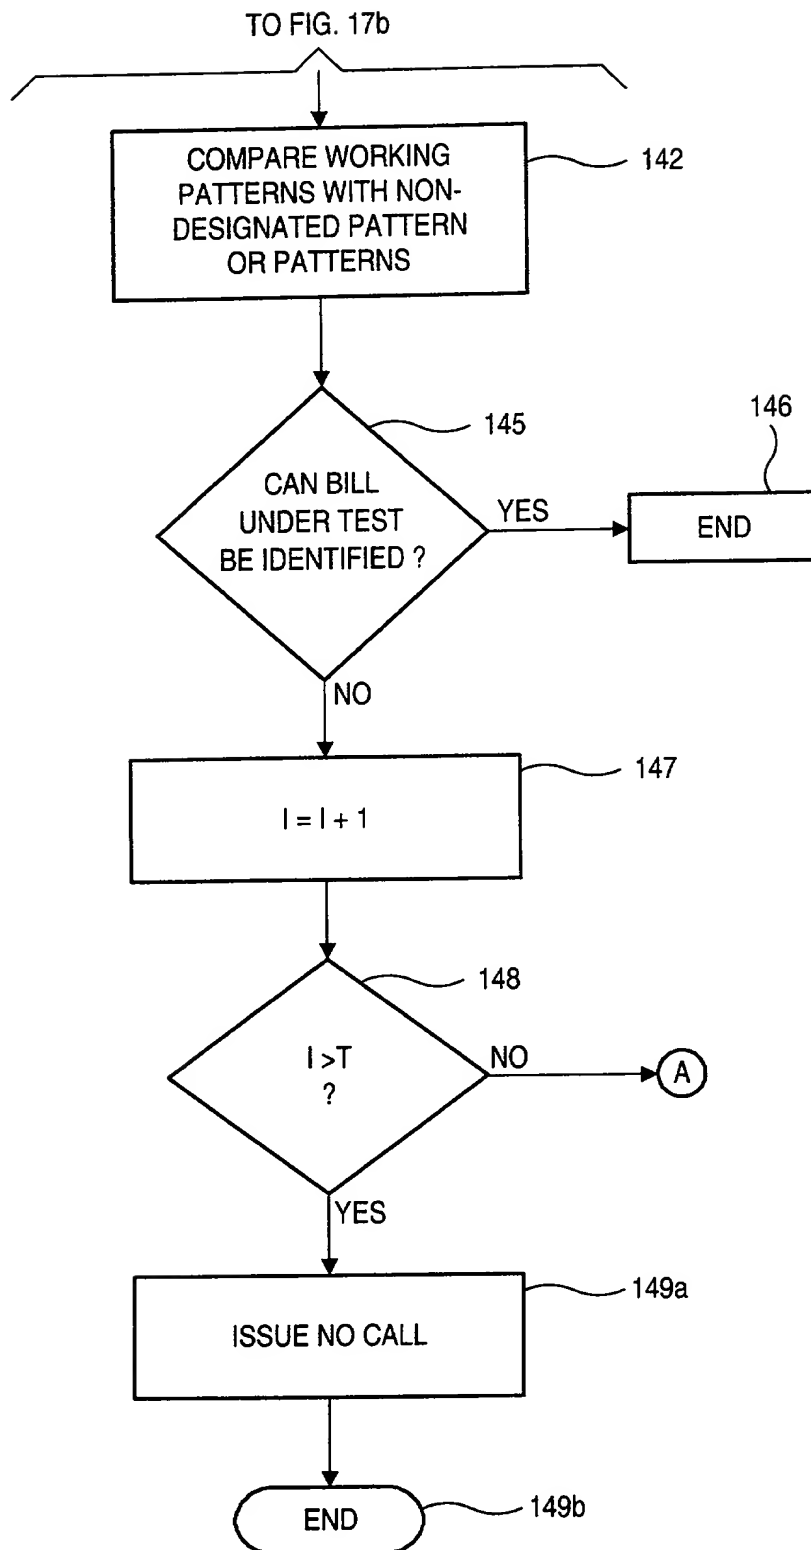 TO FIG. 17b
COMPARE WORKING
PATTERNS WITH NON-
DESIGNATED PATTERN
OR PATTERNS
142
145
146
CAN BILL
UNDER TEST
BE IDENTIFIED ?
YES
END
NO
147
I = I + 1
148
I >T
?
NO
A
YES
149a
ISSUE NO CALL
END
149b